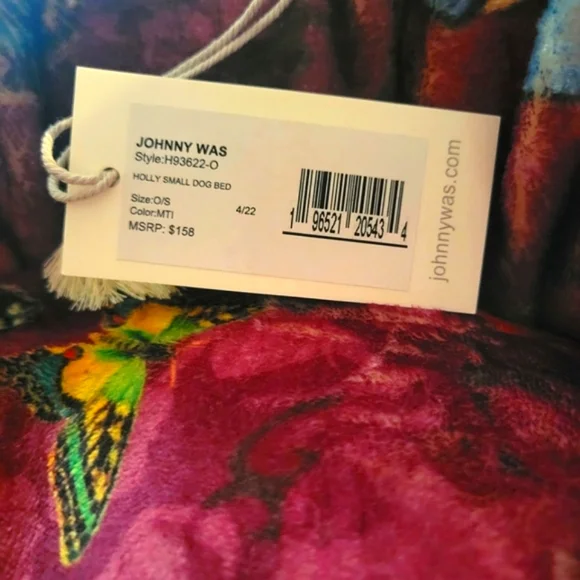 JOHNNY WAS
Style:H93622-O
HOLLY SMALL DOG BED
Size:O/S
Color:MTI 4/22
MSRP: $158
1 96521 20543 4
johnnywas.com